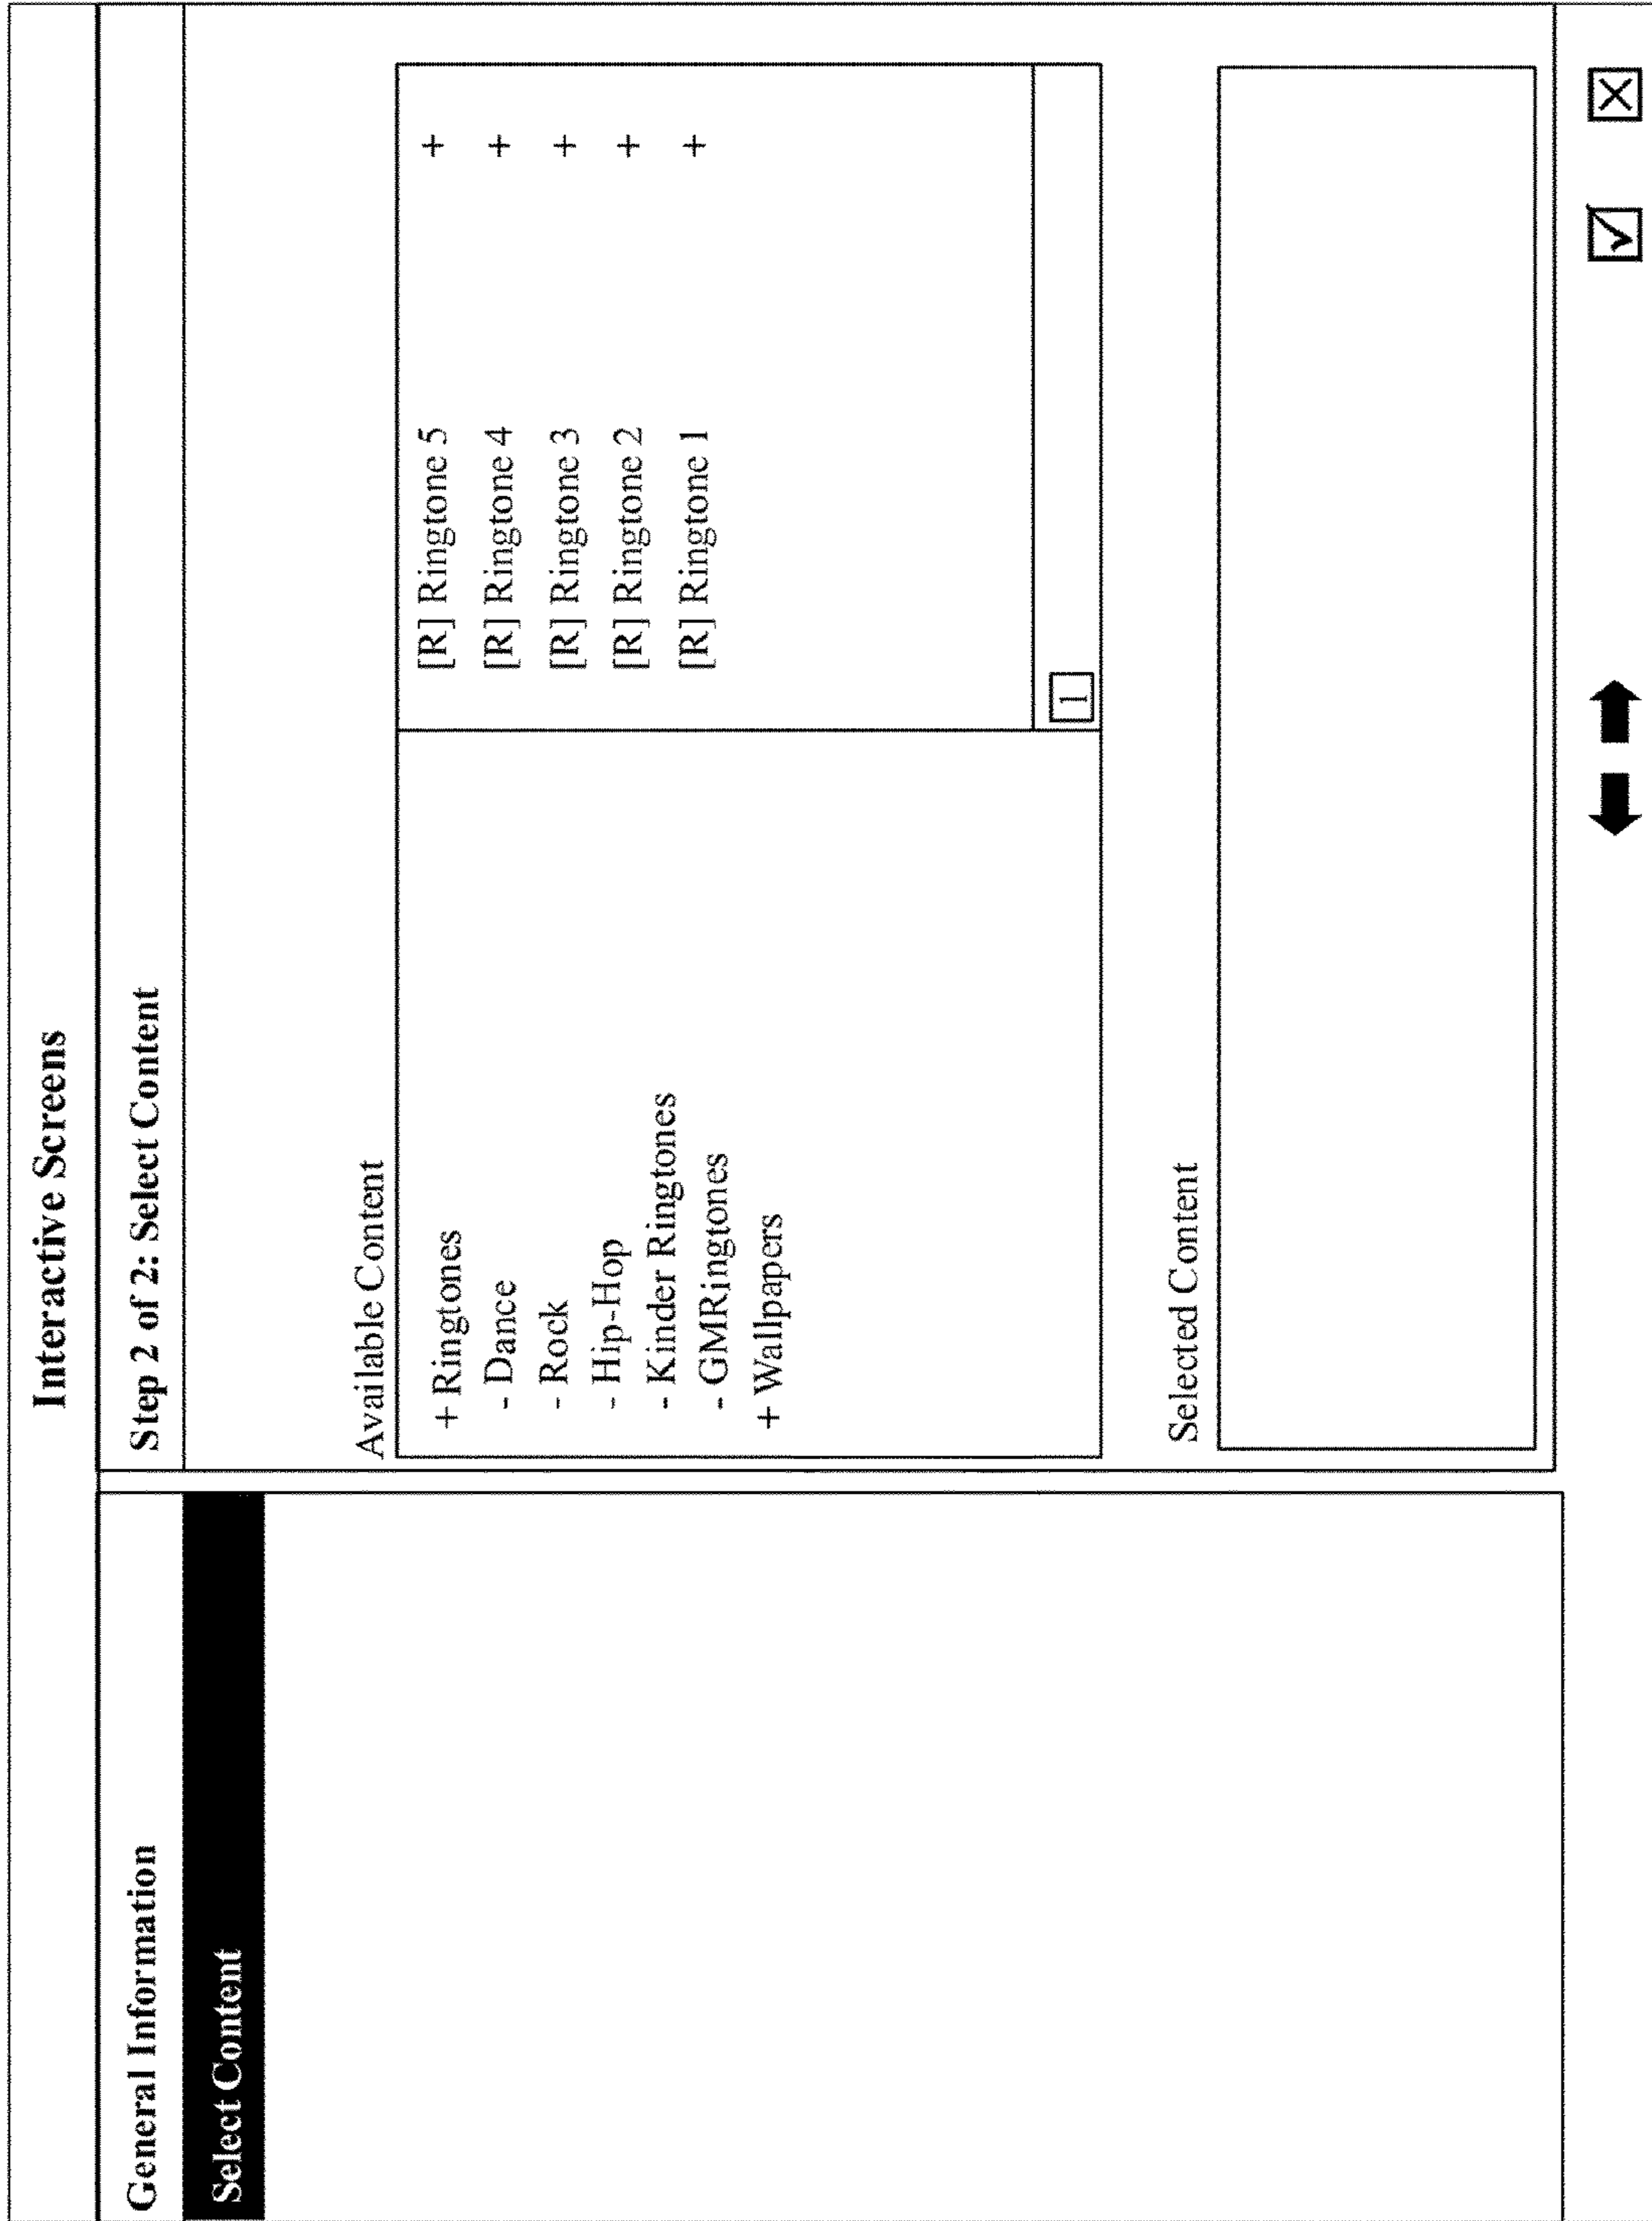 Interactive Screens
General Information
Select Content
Step 2 of 2: Select Content
Available Content
+ Ringtones
- Dance
- Rock
- Hip-Hop
- Kinder Ringtones
- GMRingtones
+ Wallpapers
[R] Ringtone 5 +
[R] Ringtone 4 +
[R] Ringtone 3 +
[R] Ringtone 2 +
[R] Ringtone 1 +
1
Selected Content